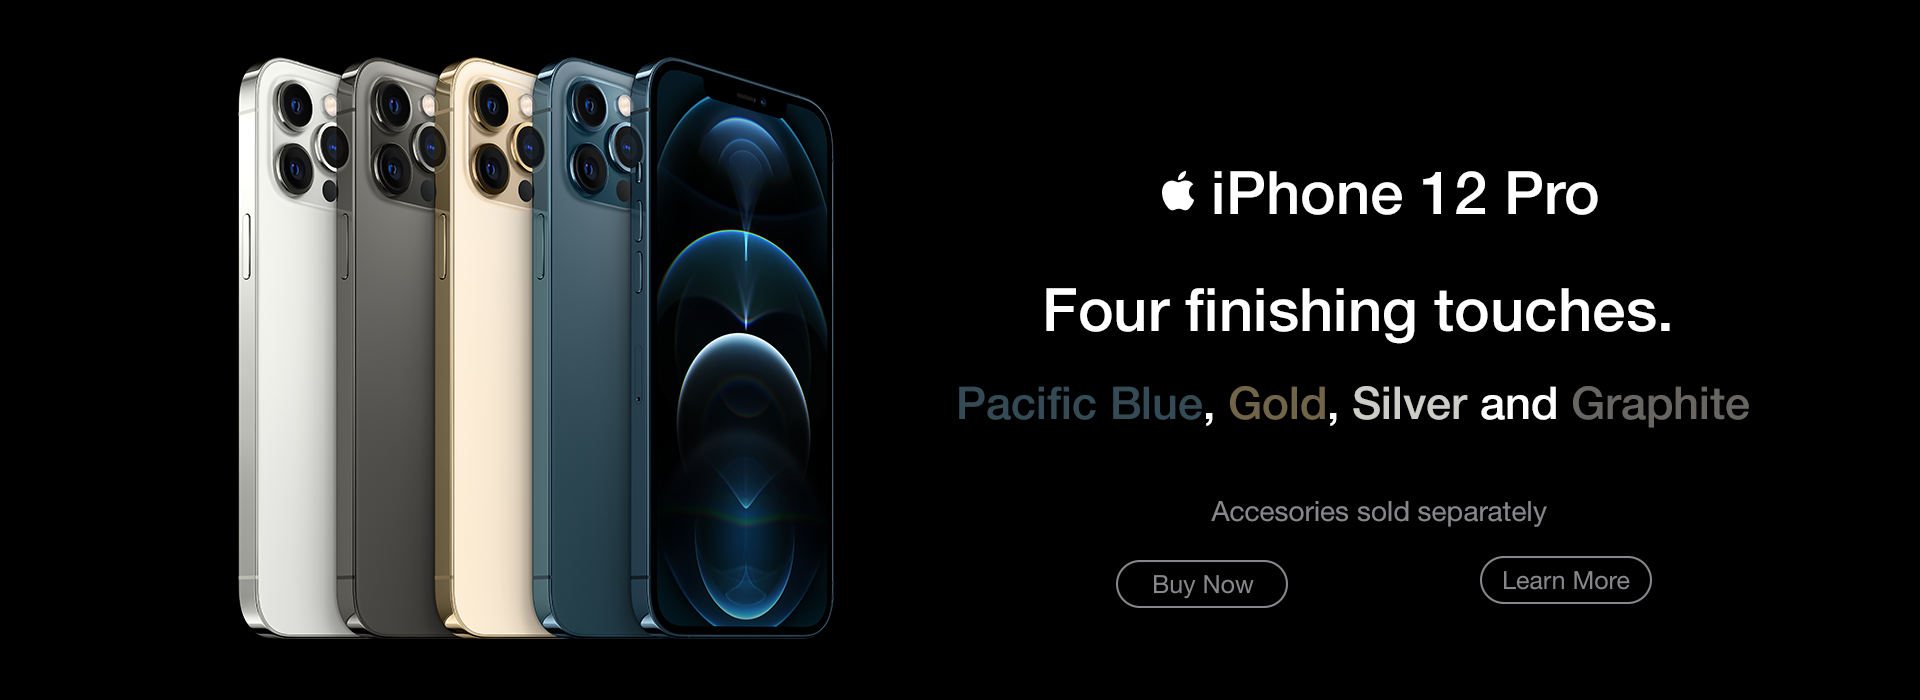 iPhone 12 Pro
Four finishing touches.
Pacific Blue, Gold, Silver and Graphite
Accesories sold separately
Buy Now
Learn More